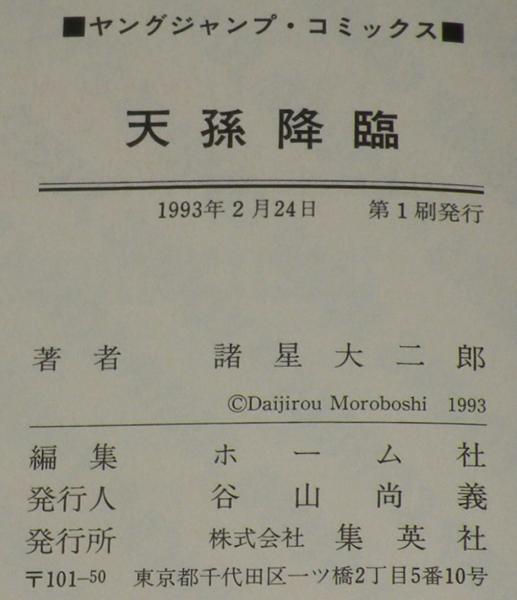 ■ヤングジャンプ・コミックス■
天孫降臨
1993年2月24日 第1刷発行
著者 諸星大二郎
©Daijirou Moroboshi 1993
編集 ホーム社
発行人 谷山尚義
発行所 株式会社 集英社
〒101-50 東京都千代田区一ツ橋2丁目5番10号